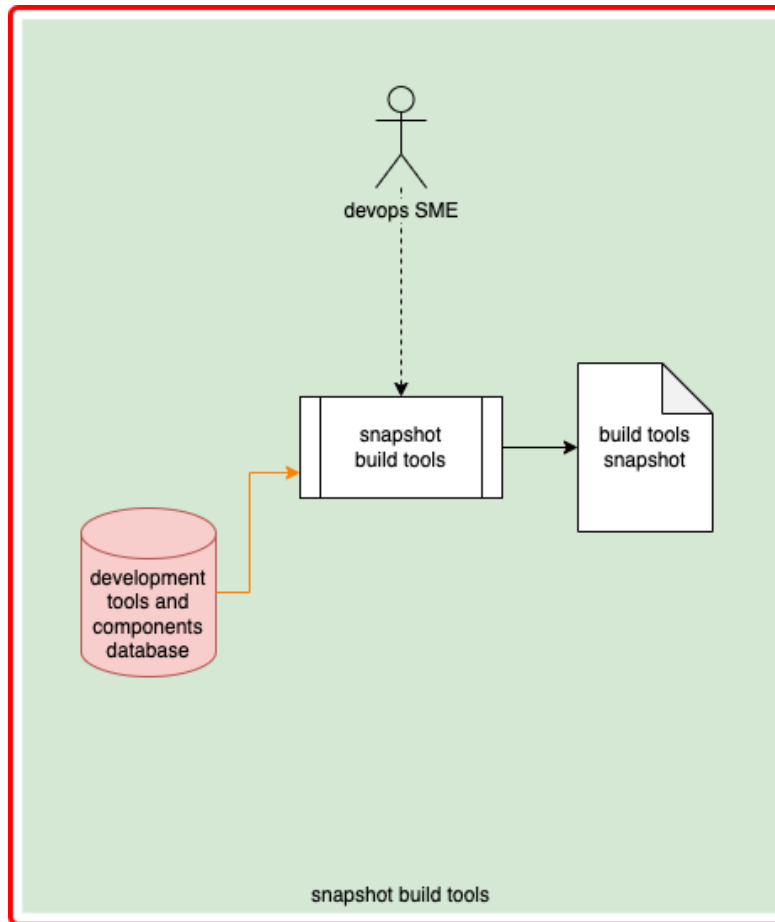 devops SME
snapshot
build tools
build tools
snapshot
development
tools and
components
database
snapshot build tools